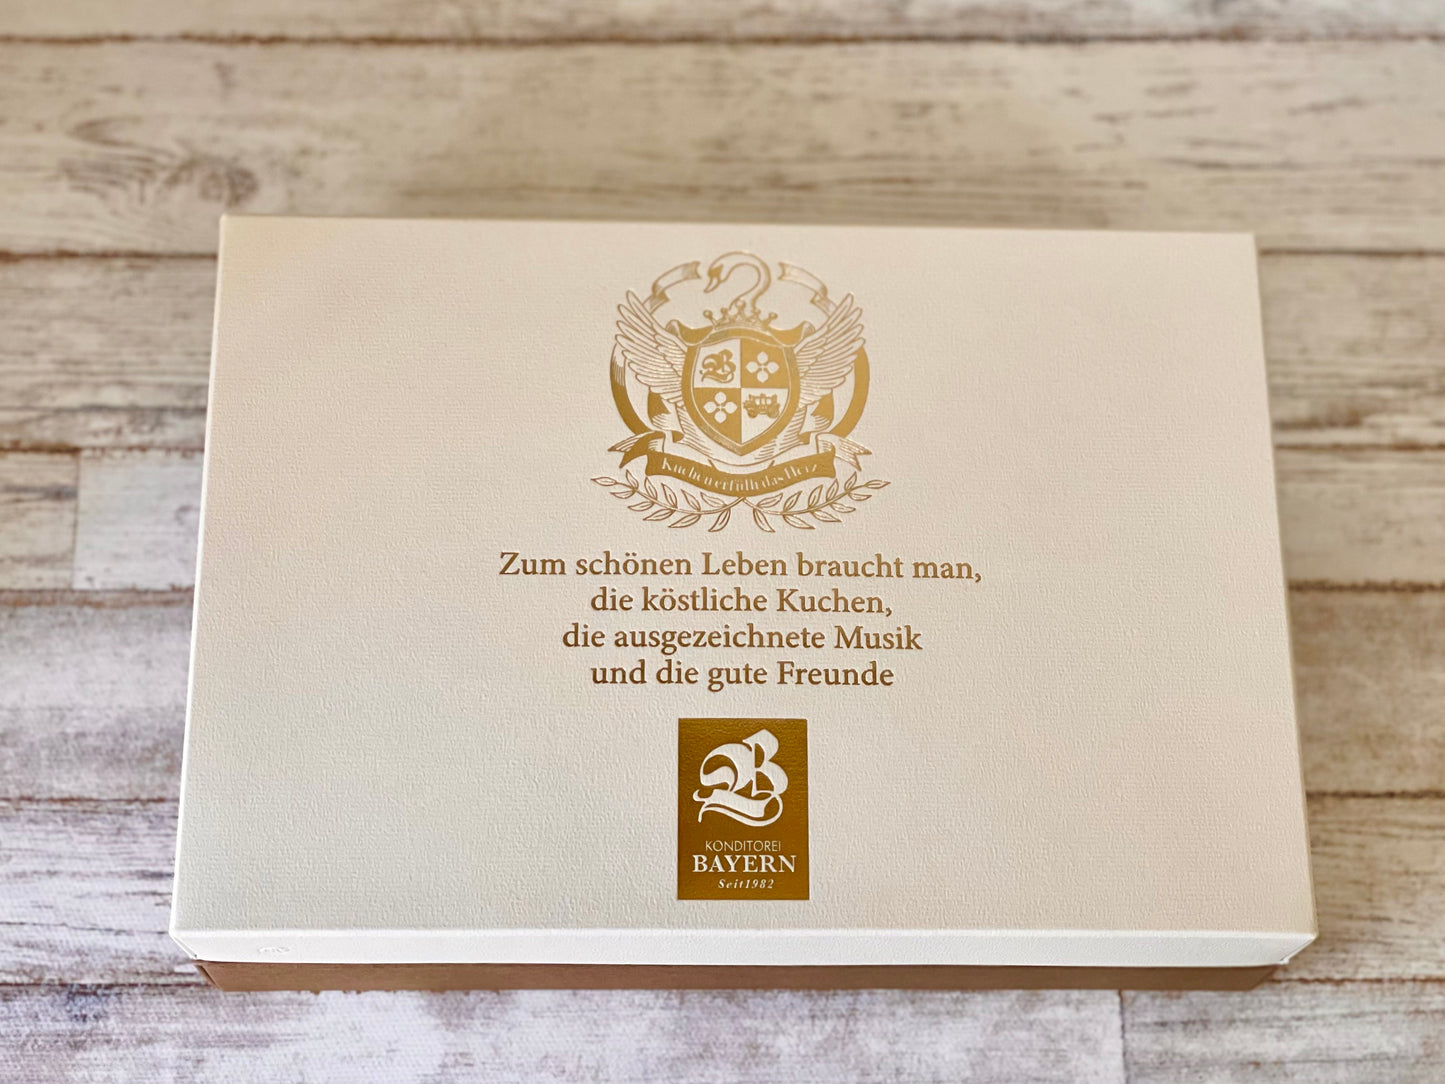 B
Kuchen erfüllt das Herz
Zum schönen Leben braucht man,
die köstliche Kuchen,
die ausgezeichnete Musik
und die gute Freunde
B
KONDITOREI
BAYERN
Seit1982